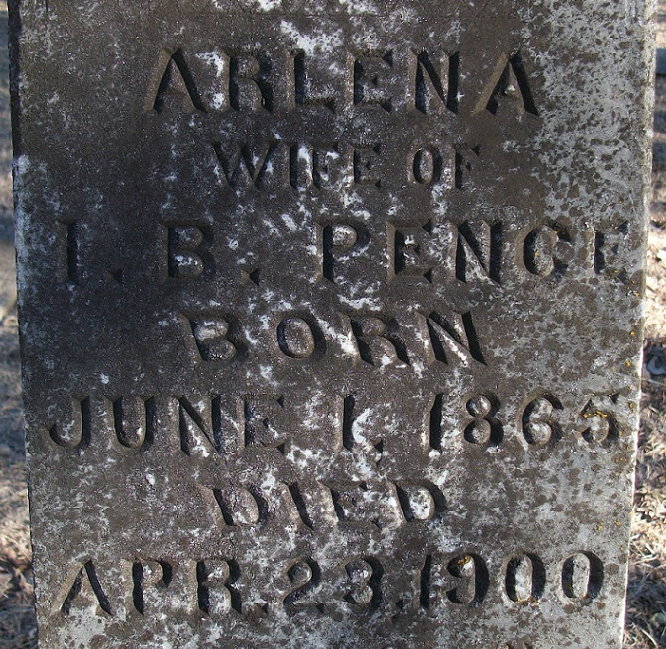 ARLENA
WIFE OF
I. B. PENCE
BORN
JUNE 1, 1865
DIED
APR. 23, 1900